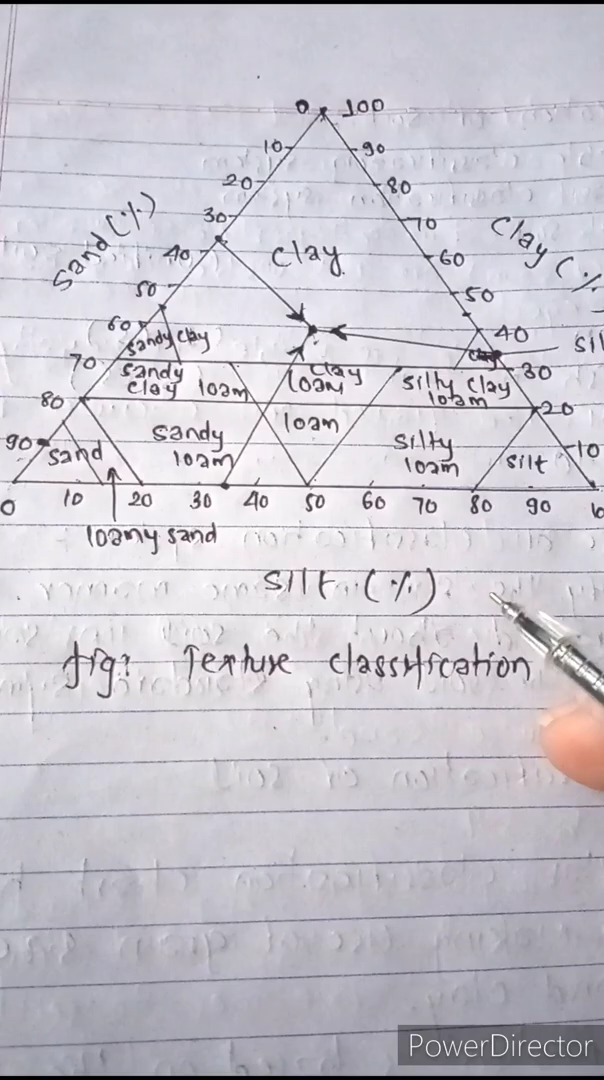 0 100
10 90
20 80
30 70
Sand (%)
40 clay 60
Clay (%
50 50
60 40
sandy clay
sil
70 30
sandy clay loam
clay loam
silty clay loam
80 20
loam
90 10
sand
sandy loam
silty loam
silt
0 10 20 30 40 50 60 70 80 90 10
loamy sand
silt (%)
fig: Texture classification
PowerDirector